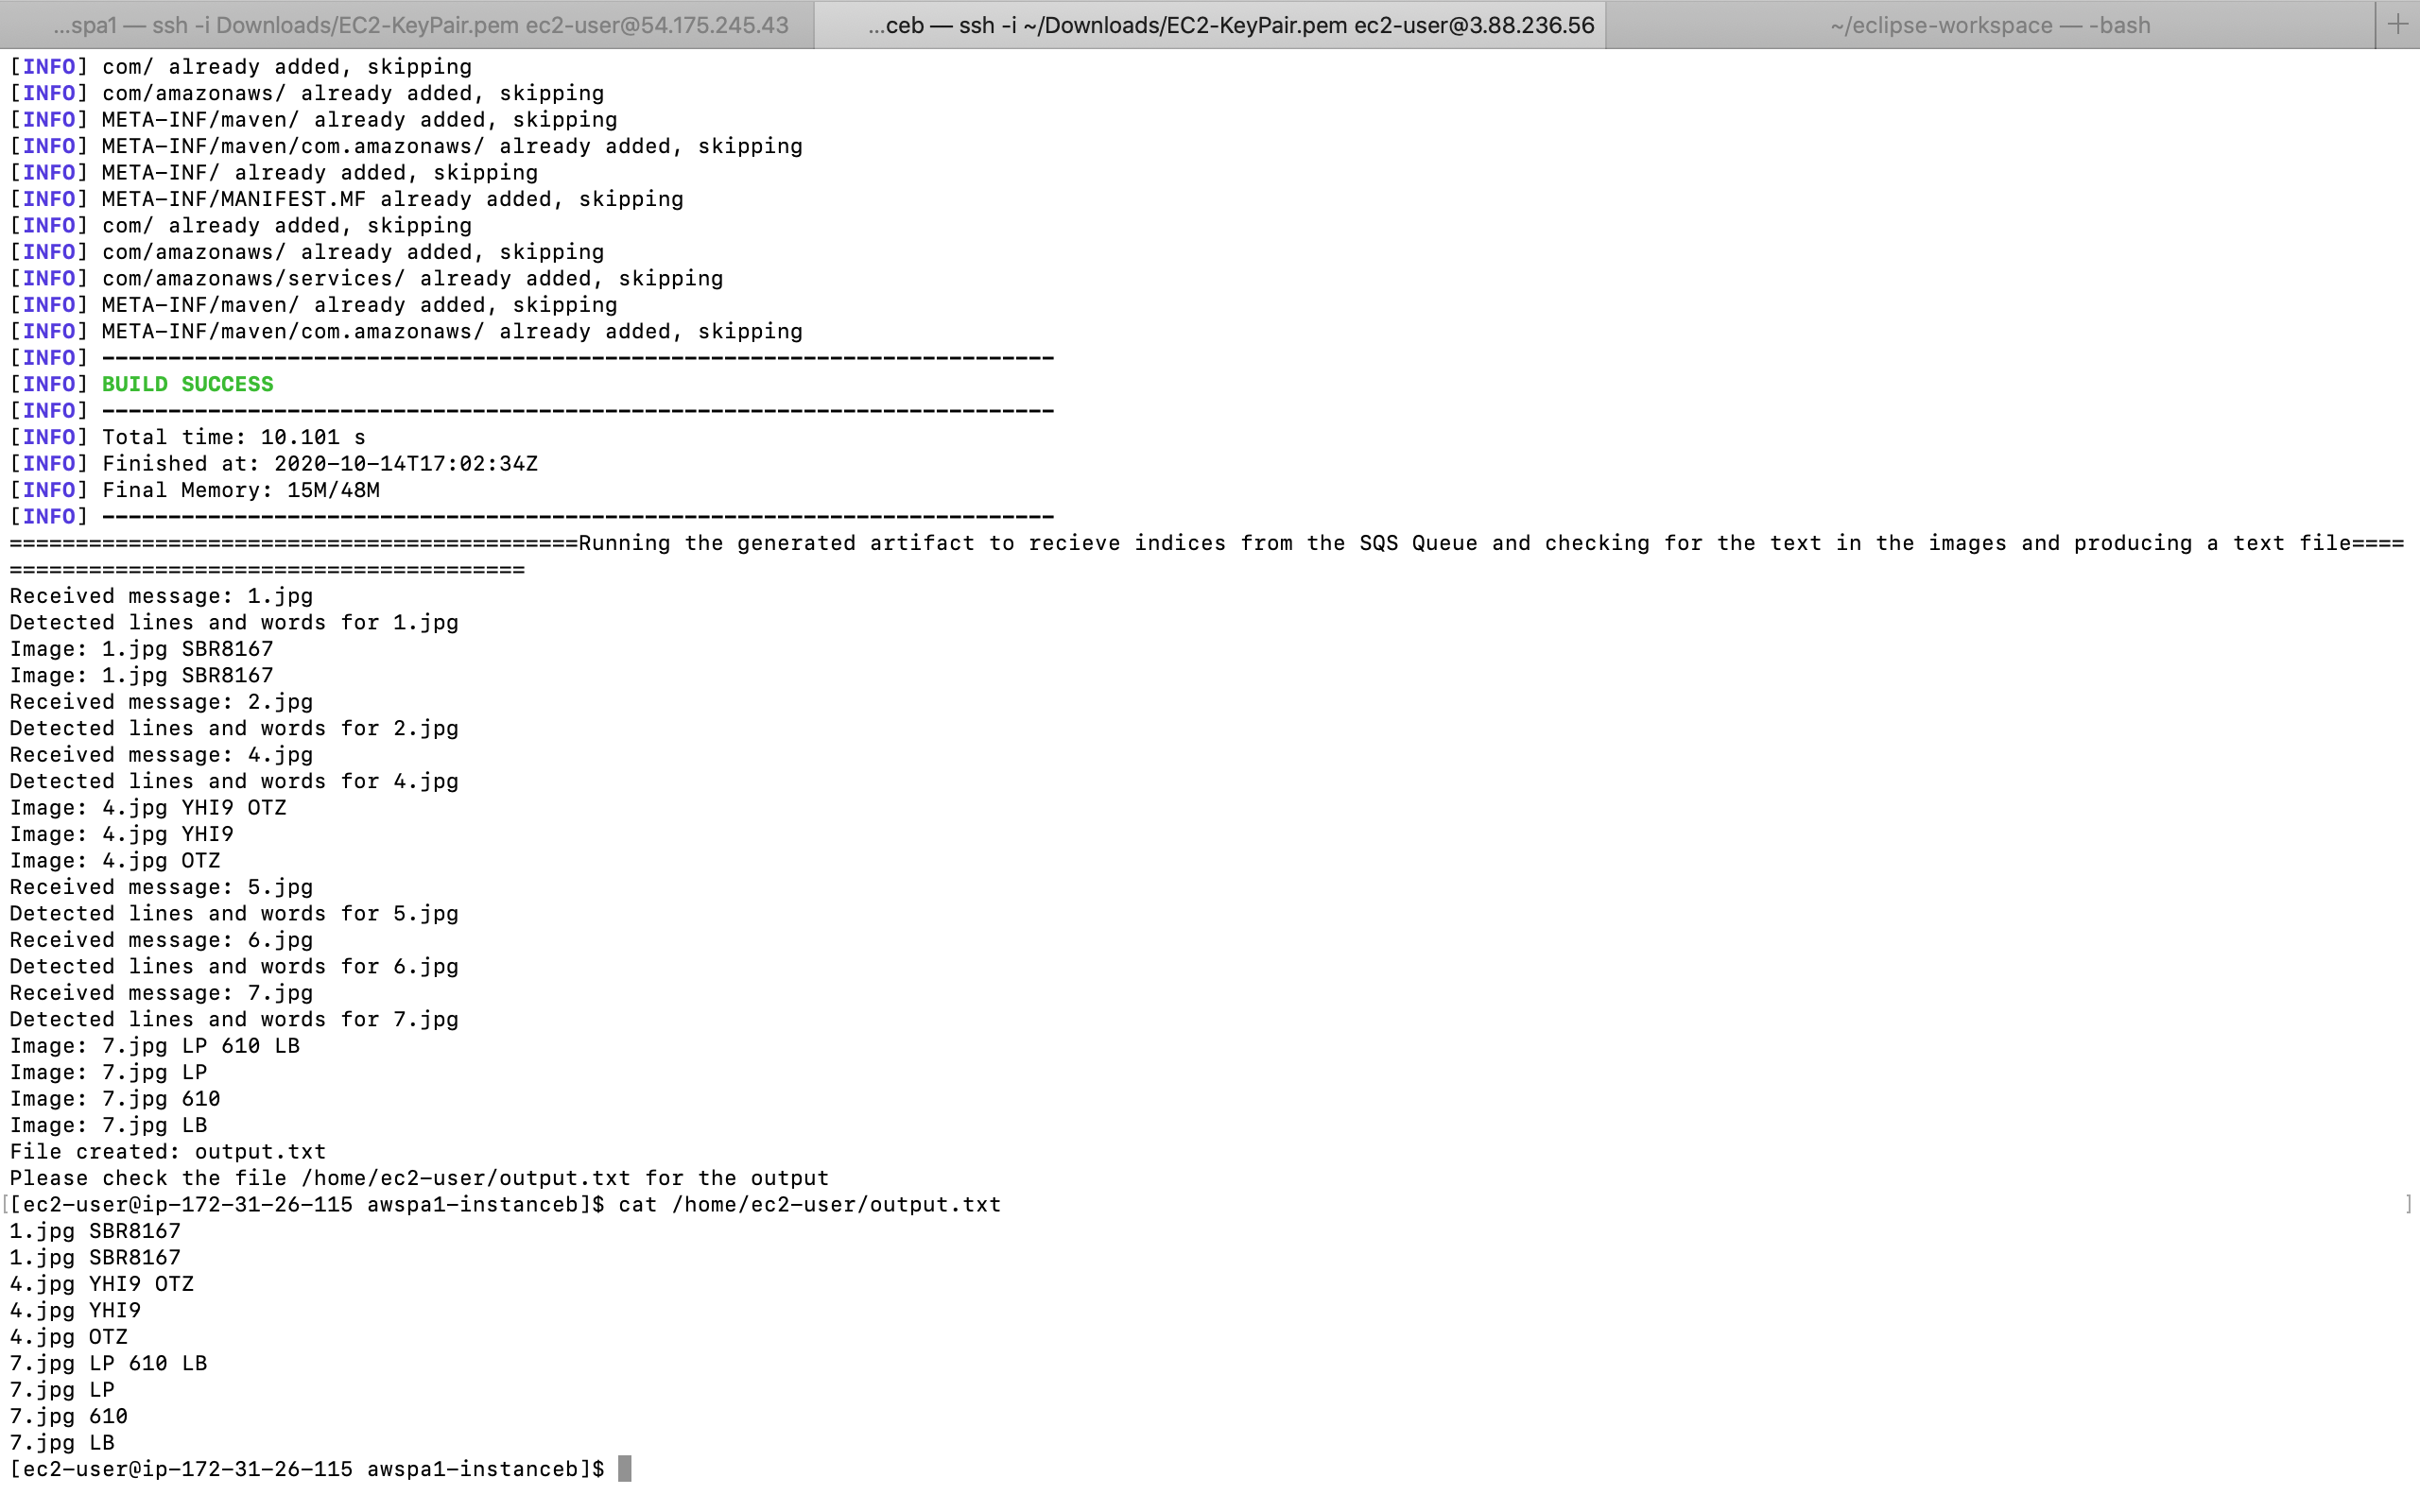 ...spa1 — ssh -i Downloads/EC2-KeyPair.pem ec2-user@54.175.245.43
...ceb — ssh -i ~/Downloads/EC2-KeyPair.pem ec2-user@3.88.236.56
~/eclipse-workspace — -bash
+
[INFO] com/ already added, skipping
[INFO] com/amazonaws/ already added, skipping
[INFO] META-INF/maven/ already added, skipping
[INFO] META-INF/maven/com.amazonaws/ already added, skipping
[INFO] META-INF/ already added, skipping
[INFO] META-INF/MANIFEST.MF already added, skipping
[INFO] com/ already added, skipping
[INFO] com/amazonaws/ already added, skipping
[INFO] com/amazonaws/services/ already added, skipping
[INFO] META-INF/maven/ already added, skipping
[INFO] META-INF/maven/com.amazonaws/ already added, skipping
[INFO] ------------------------------------------------------------------------
[INFO] BUILD SUCCESS
[INFO] ------------------------------------------------------------------------
[INFO] Total time: 10.101 s
[INFO] Finished at: 2020-10-14T17:02:34Z
[INFO] Final Memory: 15M/48M
[INFO] ------------------------------------------------------------------------
===========================================Running the generated artifact to recieve indices from the SQS Queue and checking for the text in the images and producing a text file====
=======================================
Received message: 1.jpg
Detected lines and words for 1.jpg
Image: 1.jpg SBR8167
Image: 1.jpg SBR8167
Received message: 2.jpg
Detected lines and words for 2.jpg
Received message: 4.jpg
Detected lines and words for 4.jpg
Image: 4.jpg YHI9 OTZ
Image: 4.jpg YHI9
Image: 4.jpg OTZ
Received message: 5.jpg
Detected lines and words for 5.jpg
Received message: 6.jpg
Detected lines and words for 6.jpg
Received message: 7.jpg
Detected lines and words for 7.jpg
Image: 7.jpg LP 610 LB
Image: 7.jpg LP
Image: 7.jpg 610
Image: 7.jpg LB
File created: output.txt
Please check the file /home/ec2-user/output.txt for the output
[[ec2-user@ip-172-31-26-115 awspa1-instanceb]$ cat /home/ec2-user/output.txt ]
1.jpg SBR8167
1.jpg SBR8167
4.jpg YHI9 OTZ
4.jpg YHI9
4.jpg OTZ
7.jpg LP 610 LB
7.jpg LP
7.jpg 610
7.jpg LB
[ec2-user@ip-172-31-26-115 awspa1-instanceb]$